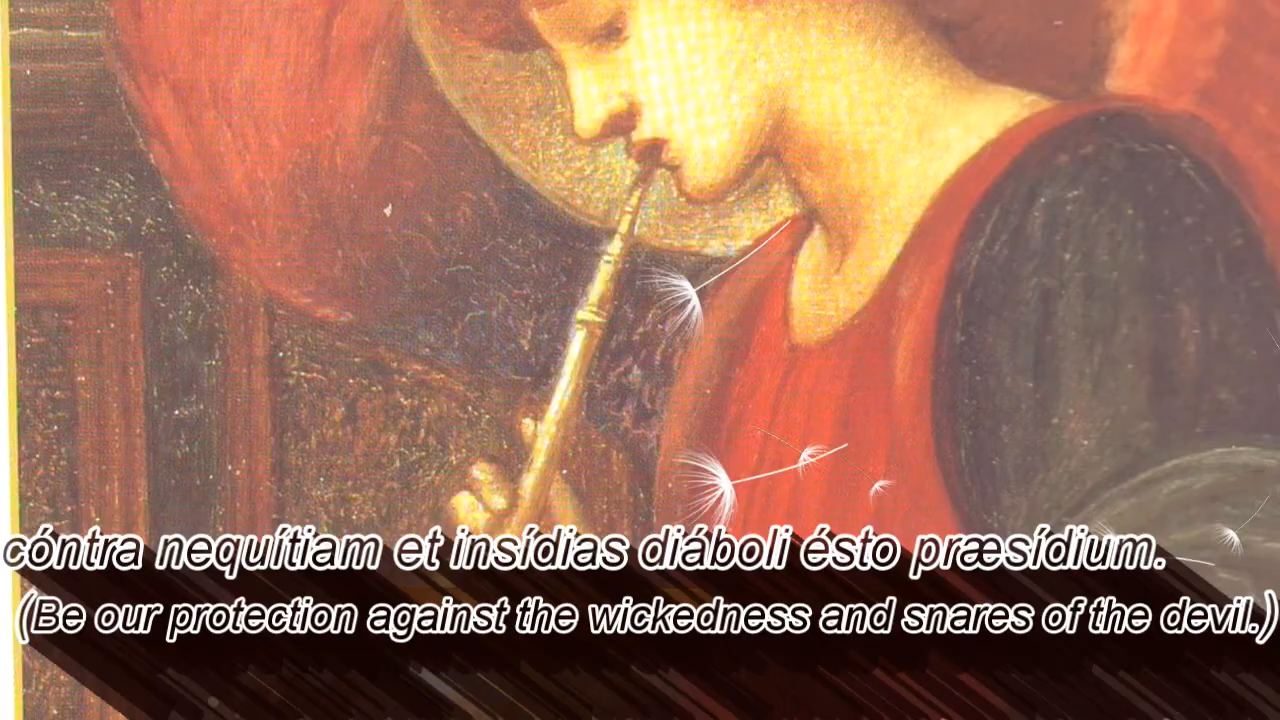 cóntra nequítiam et insídias diáboli ésto præsídium.
(Be our protection against the wickedness and snares of the devil.)